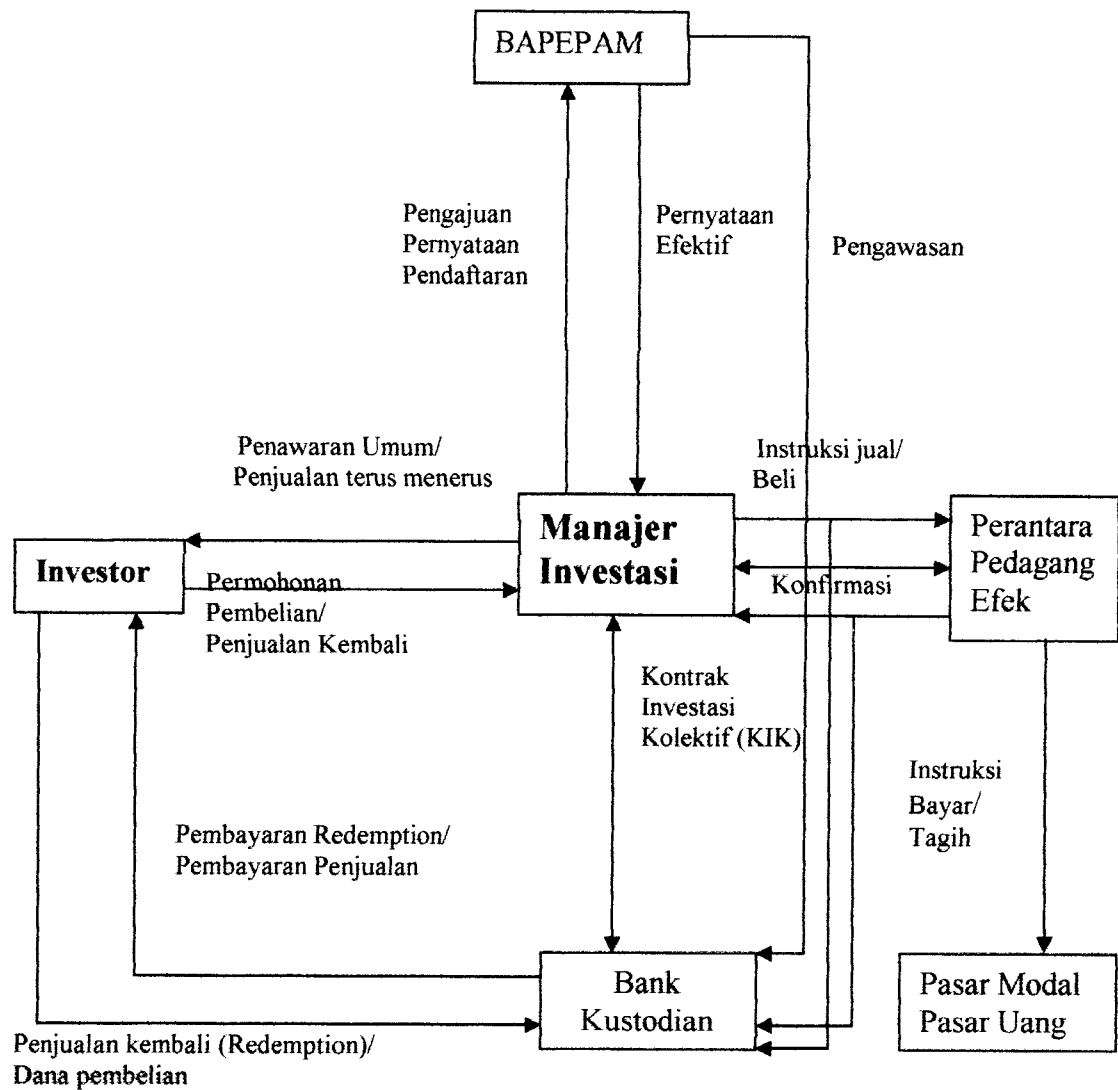 BAPEPAM
Pengajuan
Pernyataan
Pendaftaran
Pernyataan
Efektif
Pengawasan
Penawaran Umum/
Penjualan terus menerus
Instruksi jual/
Beli
Investor
Manajer
Investasi
Perantara
Pedagang
Efek
Permohonan
Pembelian/
Penjualan Kembali
Konfirmasi
Kontrak
Investasi
Kolektif (KIK)
Instruksi
Bayar/
Tagih
Pembayaran Redemption/
Pembayaran Penjualan
Bank
Kustodian
Pasar Modal
Pasar Uang
Penjualan kembali (Redemption)/
Dana pembelian